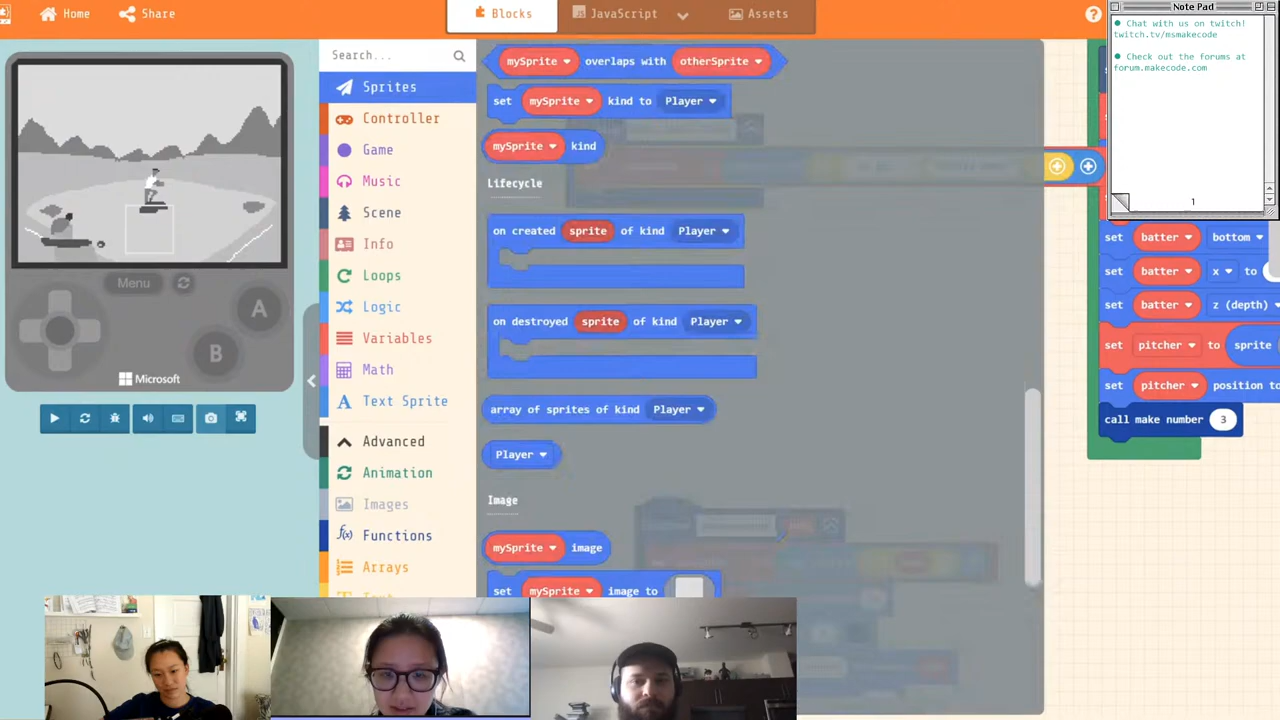 Home
Share
Blocks
JavaScript
Assets
?
Note Pad
Chat with us on twitch!
twitch.tv/msmakecode
Check out the forums at
forum.makecode.com
1
Menu
A
B
Microsoft
Search...
Sprites
Controller
Game
Music
Scene
Info
Loops
Logic
Variables
Math
Text Sprite
Advanced
Animation
Images
Functions
Arrays
mySprite overlaps with otherSprite
set mySprite kind to Player
mySprite kind
Lifecycle
on created sprite of kind Player
on destroyed sprite of kind Player
array of sprites of kind Player
Player
Image
mySprite image
set mySprite image to
set batter bottom
set batter x to
set batter z (depth)
set pitcher to sprite
set pitcher position to
call make number 3